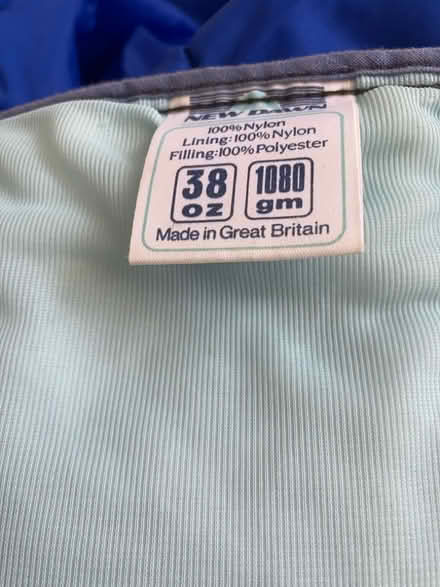 NEW DAWN
100% Nylon
Lining:100% Nylon
Filling:100% Polyester
38 1080
oz gm
Made in Great Britain